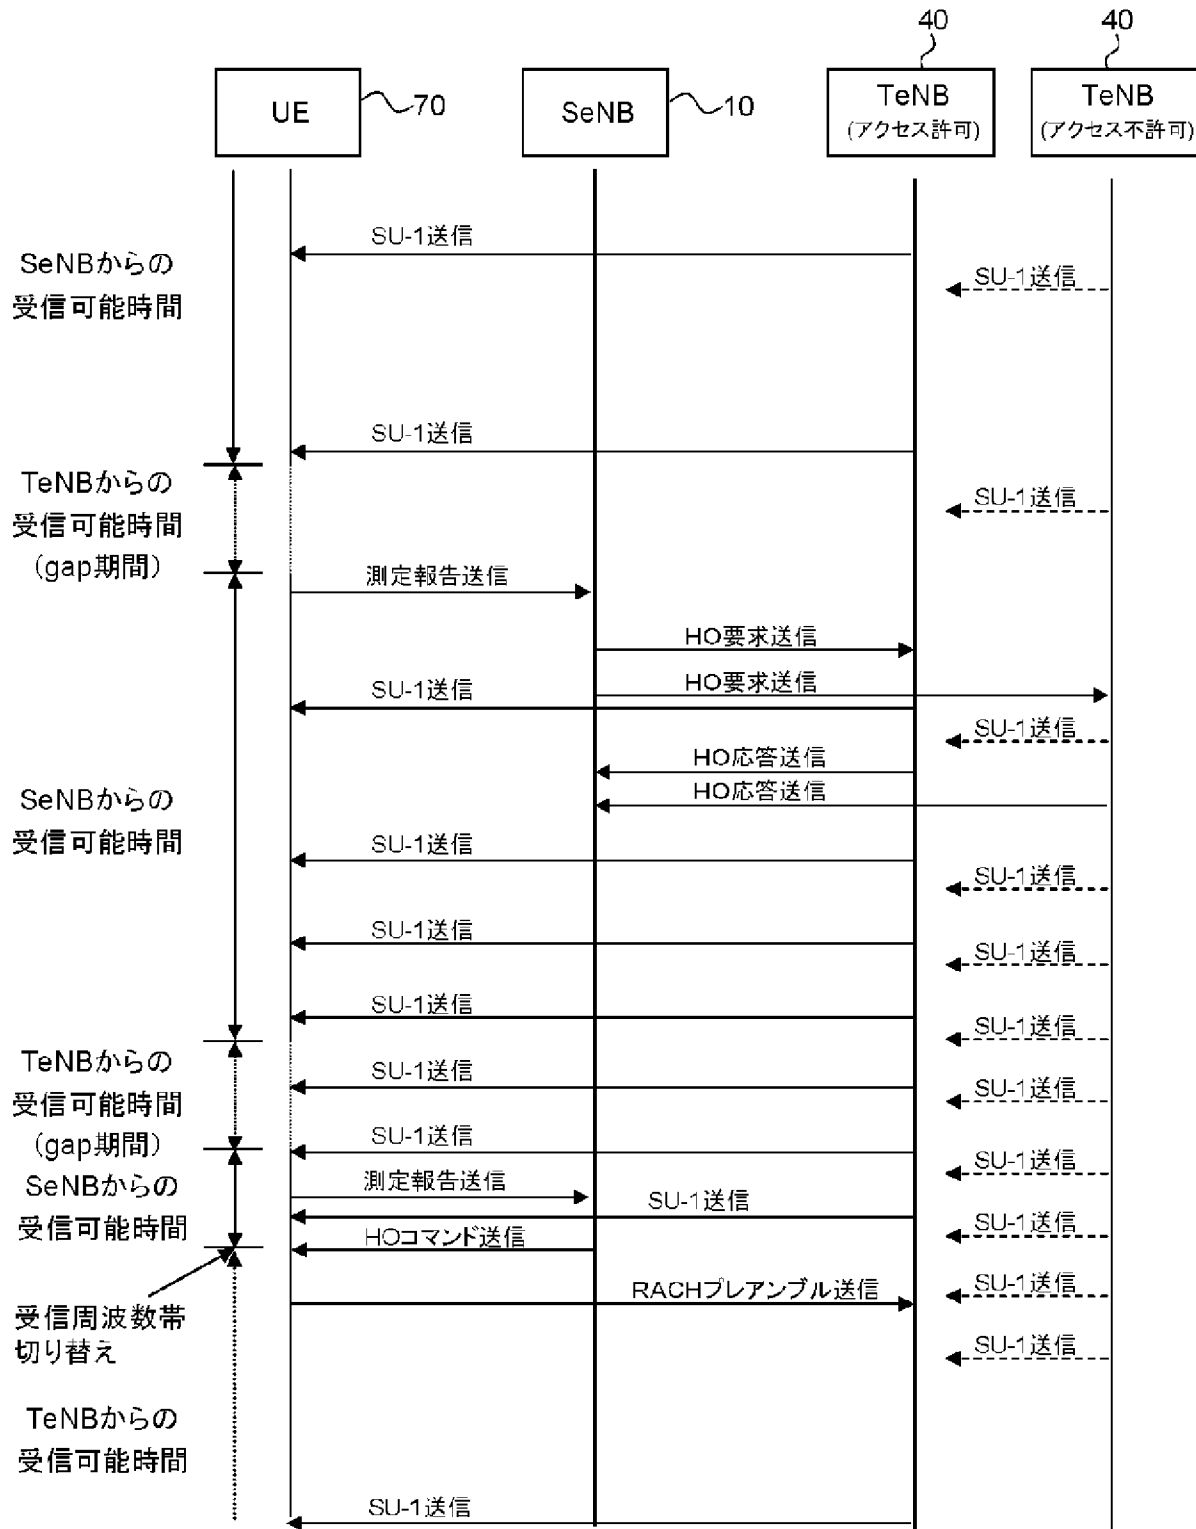 40
40
UE
70
SeNB
10
TeNB
(アクセス許可)
TeNB
(アクセス不許可)
SU-1送信
SeNBからの
受信可能時間
SU-1送信
SU-1送信
TeNBからの
受信可能時間
(gap期間)
SU-1送信
測定報告送信
HO要求送信
HO要求送信
SU-1送信
SU-1送信
HO応答送信
HO応答送信
SeNBからの
受信可能時間
SU-1送信
SU-1送信
SU-1送信
SU-1送信
SU-1送信
SU-1送信
TeNBからの
受信可能時間
(gap期間)
SU-1送信
SU-1送信
SU-1送信
SU-1送信
SeNBからの
受信可能時間
測定報告送信
SU-1送信
SU-1送信
HOコマンド送信
RACHプレアンブル送信
SU-1送信
受信周波数帯
切り替え
SU-1送信
TeNBからの
受信可能時間
SU-1送信